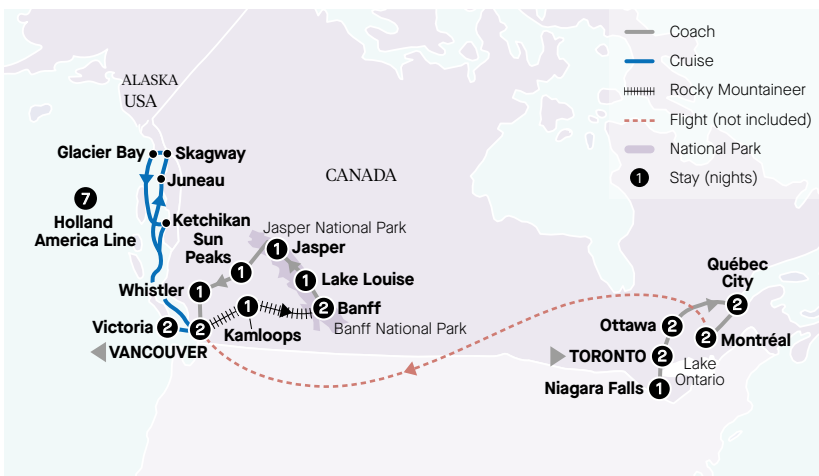 Coach
Cruise
Rocky Mountaineer
Flight (not included)
National Park
1 Stay (nights)
ALASKA
USA
CANADA
Glacier Bay
Skagway
Juneau
7
Holland
America Line
Ketchikan
Sun
Peaks
1
Jasper National Park
1 Jasper
1 Lake Louise
Whistler 1
1
Kamloops
2 Banff
Banff National Park
Victoria 2
2
VANCOUVER
Québec
City
2
Ottawa 2
2 Montréal
TORONTO 2
Lake
Ontario
Niagara Falls 1